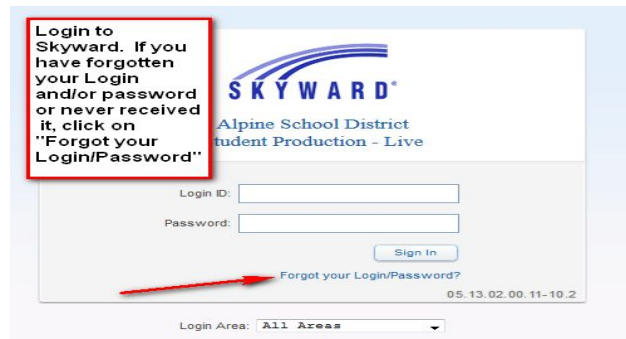 Login to
Skyward. If you
have forgotten
your Login
and/or password
or never received
it, click on
"Forgot your
Login/Password"
SKYWARD®
Alpine School District
tudent Production - Live
Login ID:
Password:
Sign In
Forgot your Login/Password?
05.13.02.00.11-10.2
Login Area: All Areas